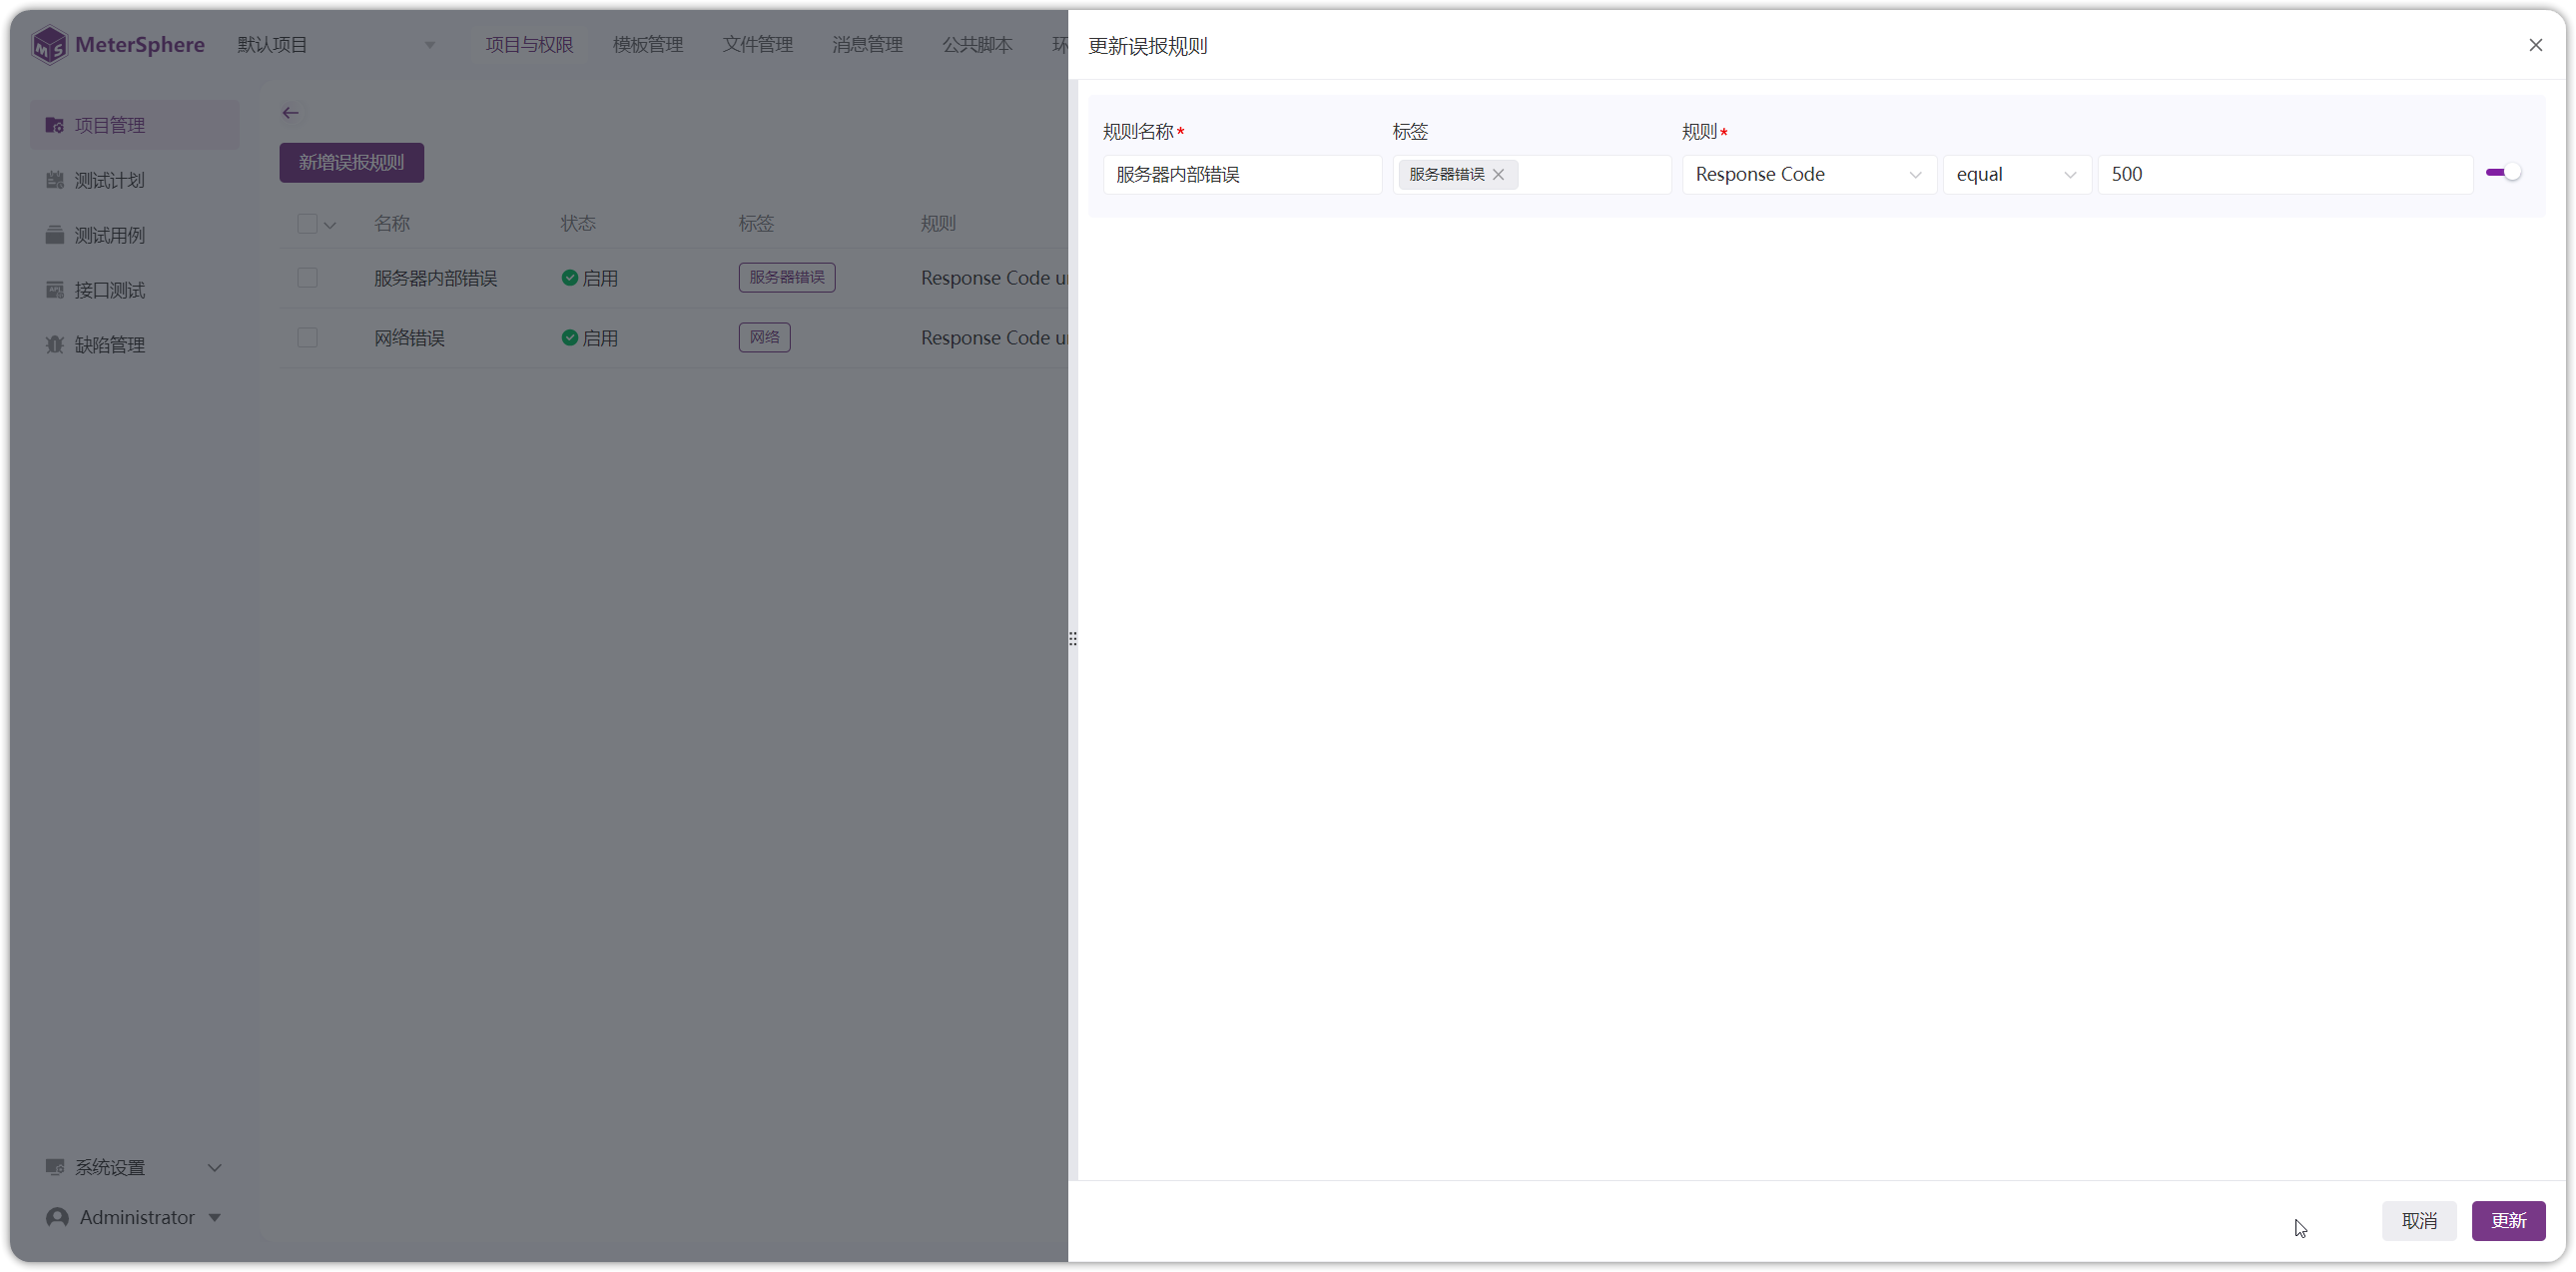 MeterSphere 默认项目 项目与权限 模板管理 文件管理 消息管理 公共脚本 环
更新误报规则
项目管理
测试计划
测试用例
接口测试
缺陷管理
系统设置
Administrator
新增误报规则
名称 状态 标签 规则
服务器内部错误 启用 服务器错误 Response Code
网络错误 启用 网络 Response Code
规则名称* 标签 规则*
服务器内部错误 服务器错误 Response Code equal 500
取消 更新